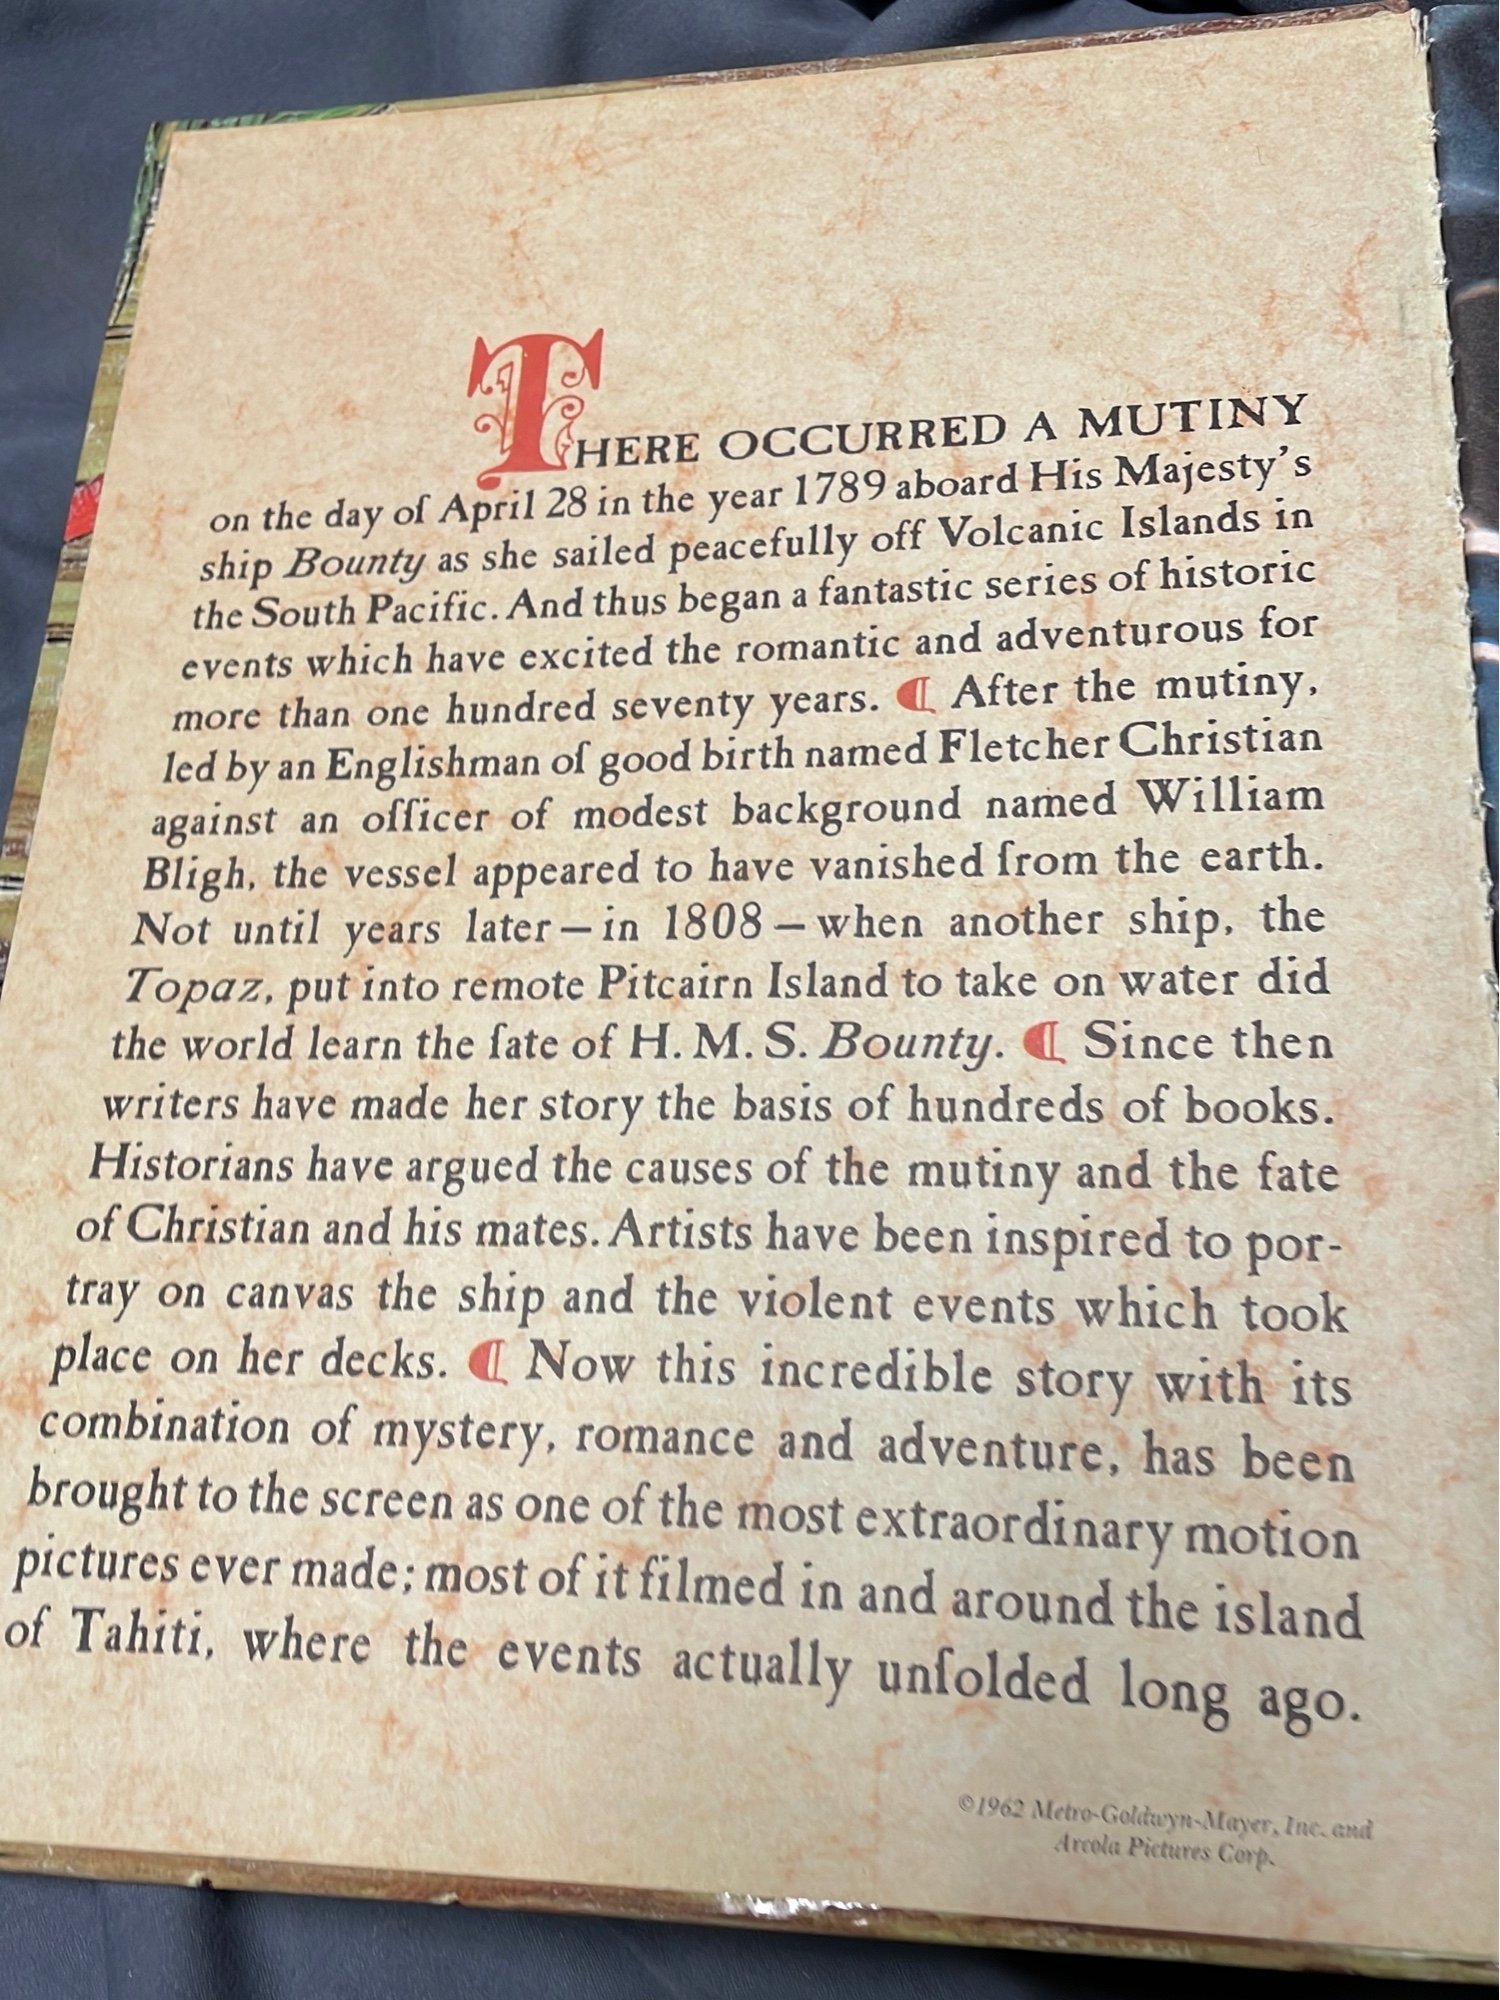 THERE OCCURRED A MUTINY
on the day of April 28 in the year 1789 aboard His Majesty's
ship Bounty as she sailed peacefully off Volcanic Islands in
the South Pacific. And thus began a fantastic series of historic
events which have excited the romantic and adventurous for
more than one hundred seventy years. ¶ After the mutiny,
led by an Englishman of good birth named Fletcher Christian
against an officer of modest background named William
Bligh, the vessel appeared to have vanished from the earth.
Not until years later—in 1808—when another ship, the
Topaz, put into remote Pitcairn Island to take on water did
the world learn the fate of H. M. S. Bounty. ¶ Since then
writers have made her story the basis of hundreds of books.
Historians have argued the causes of the mutiny and the fate
of Christian and his mates. Artists have been inspired to por-
tray on canvas the ship and the violent events which took
place on her decks. ¶ Now this incredible story with its
combination of mystery, romance and adventure, has been
brought to the screen as one of the most extraordinary motion
pictures ever made; most of it filmed in and around the island
of Tahiti, where the events actually unfolded long ago.
©1962 Metro-Goldwyn-Mayer, Inc. and
Arcola Pictures Corp.